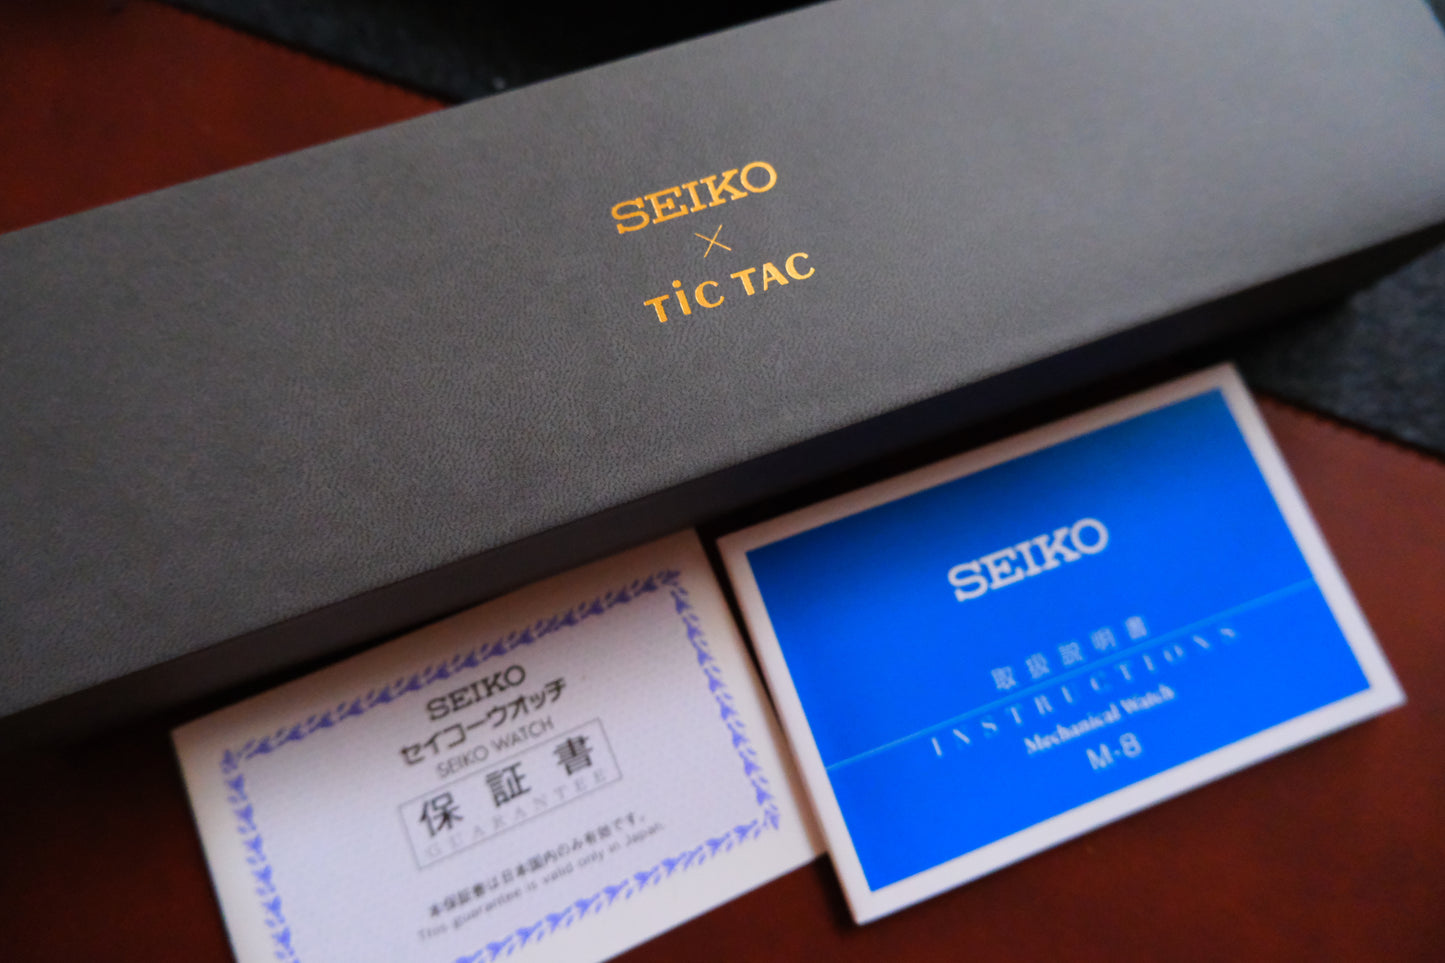 SEIKO
×
TiC TAC
SEIKO
セイコーウオッチ
SEIKO WATCH
保証書
GUARANTEE
本保証書は日本国内のみ有効です。
This guarantee is valid only in Japan.
SEIKO
取扱説明書
INSTRUCTIONS
Mechanical Watch
M-8